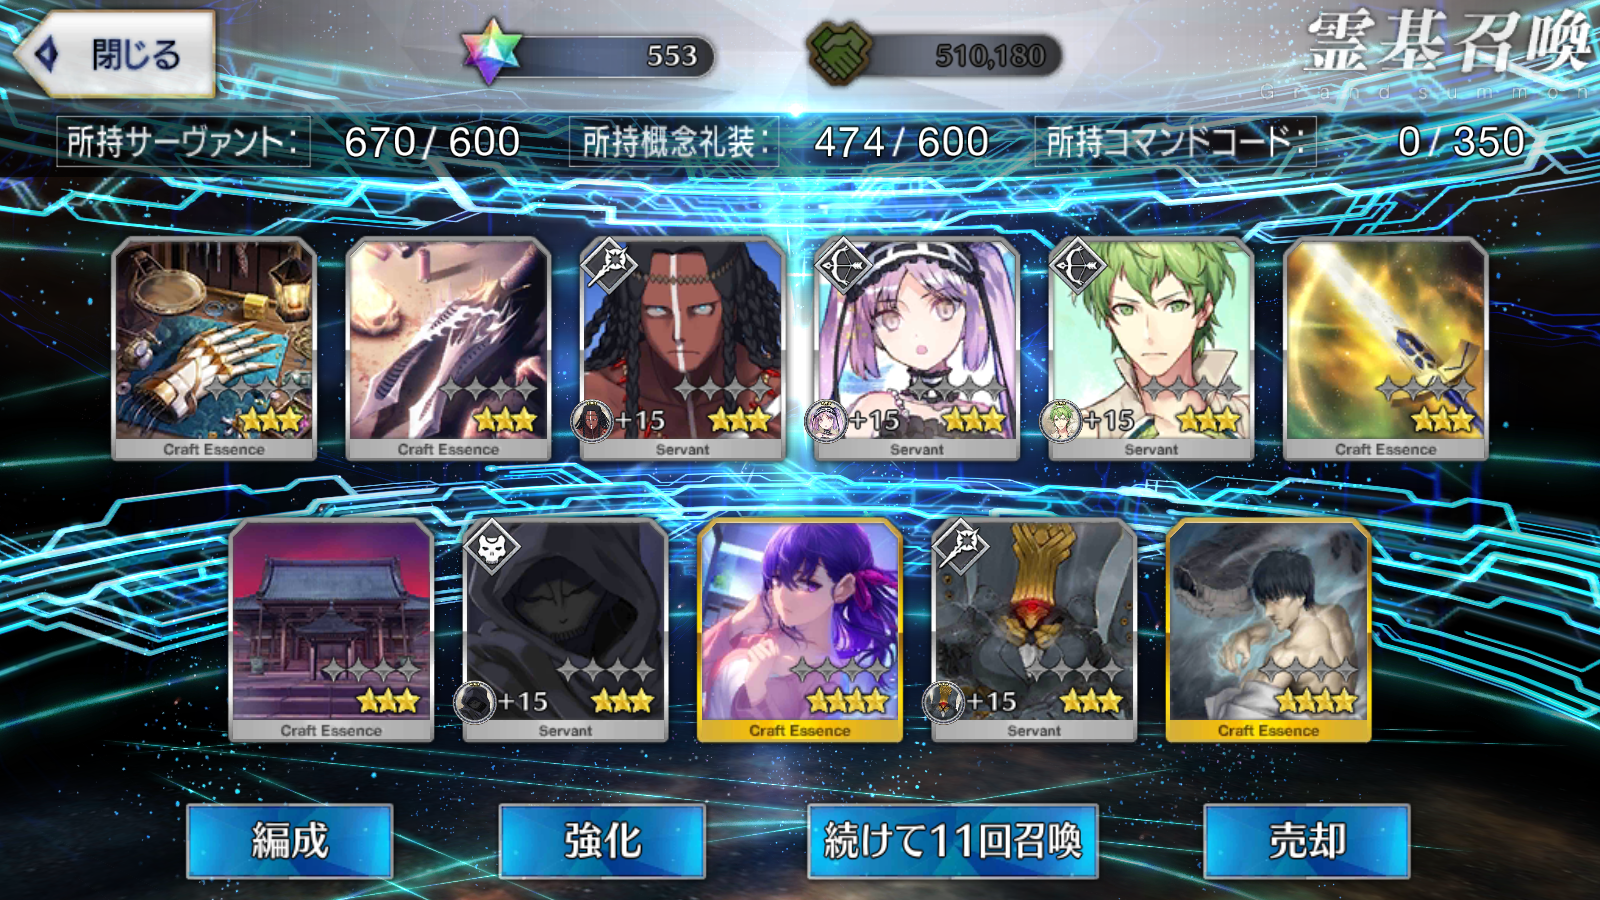 閉じる
553
510,180
霊基召喚
Grand summon
所持サーヴァント:
670/600
所持概念礼装:
474/600
所持コマンドコード:
0/350
Craft Essence
Craft Essence
+15
Servant
+15
Servant
+15
Servant
Craft Essence
Craft Essence
+15
Servant
Craft Essence
+15
Servant
Craft Essence
編成
強化
続けて11回召喚
売却